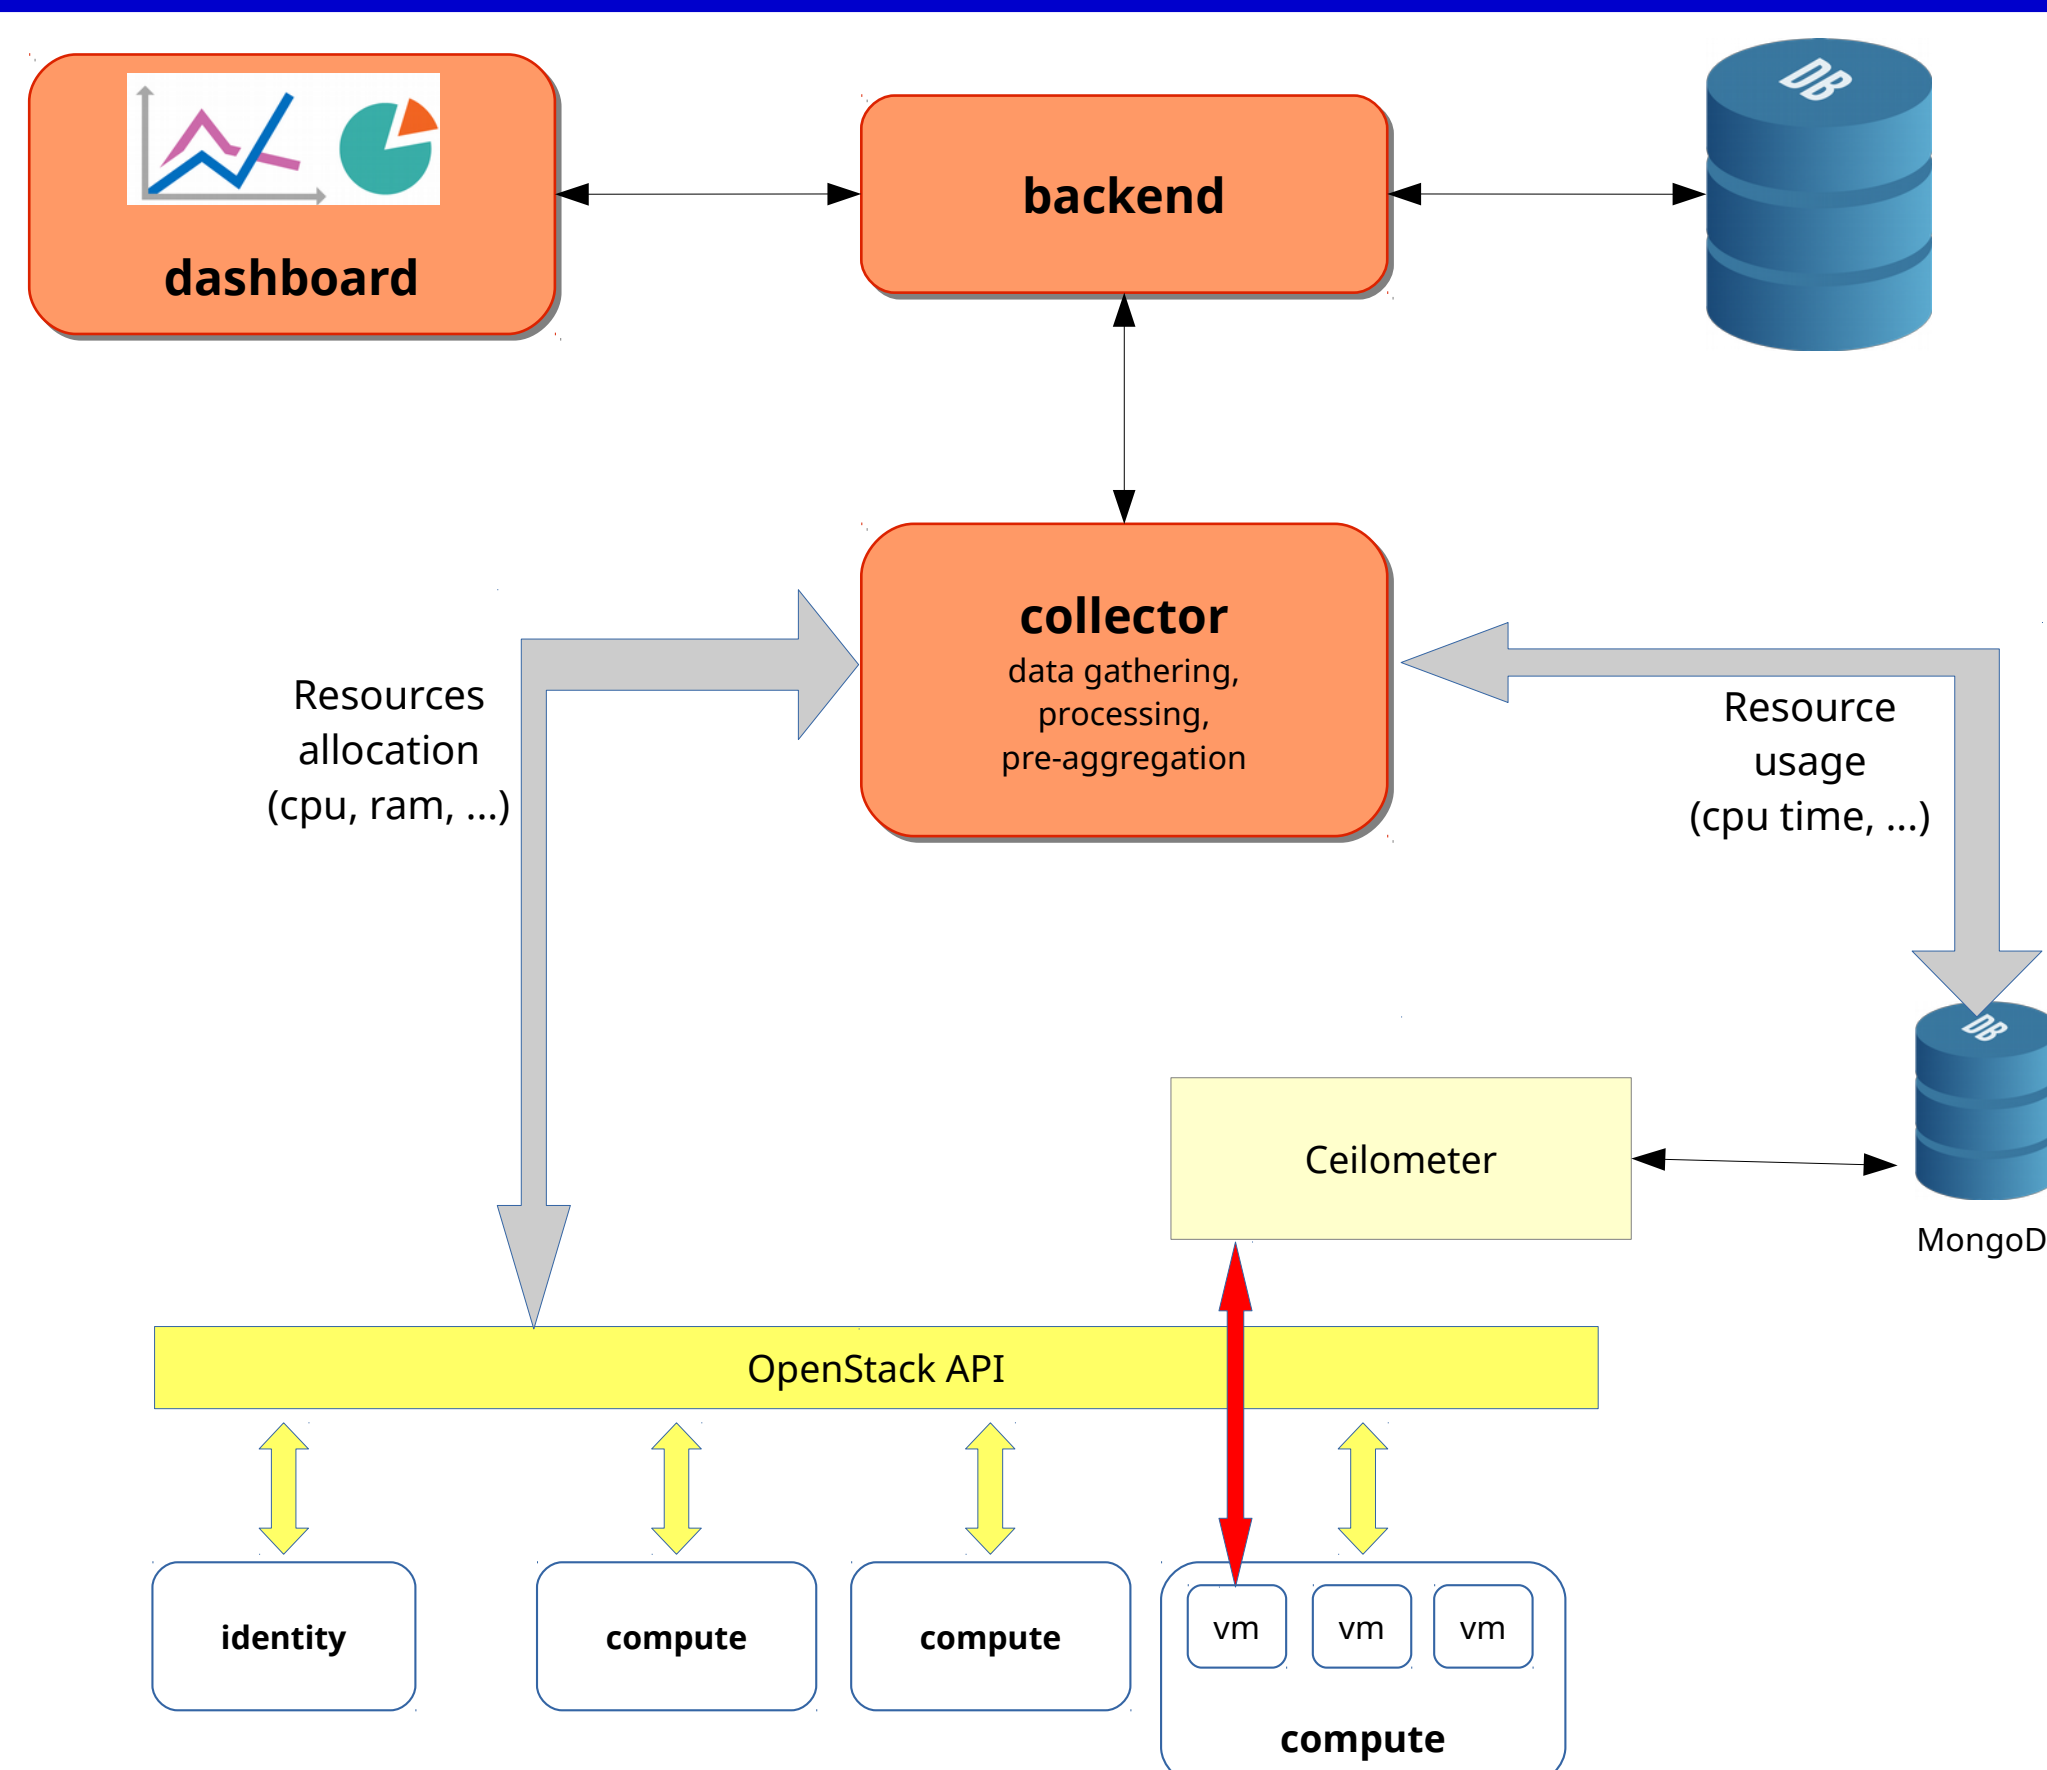 DB
dashboard
backend
collector
data gathering,
processing,
pre-aggregation
Resources
allocation
(cpu, ram, ...)
Resource
usage
(cpu time, ...)
DB
Ceilometer
MongoD
OpenStack API
identity
compute
compute
vm
vm
vm
compute